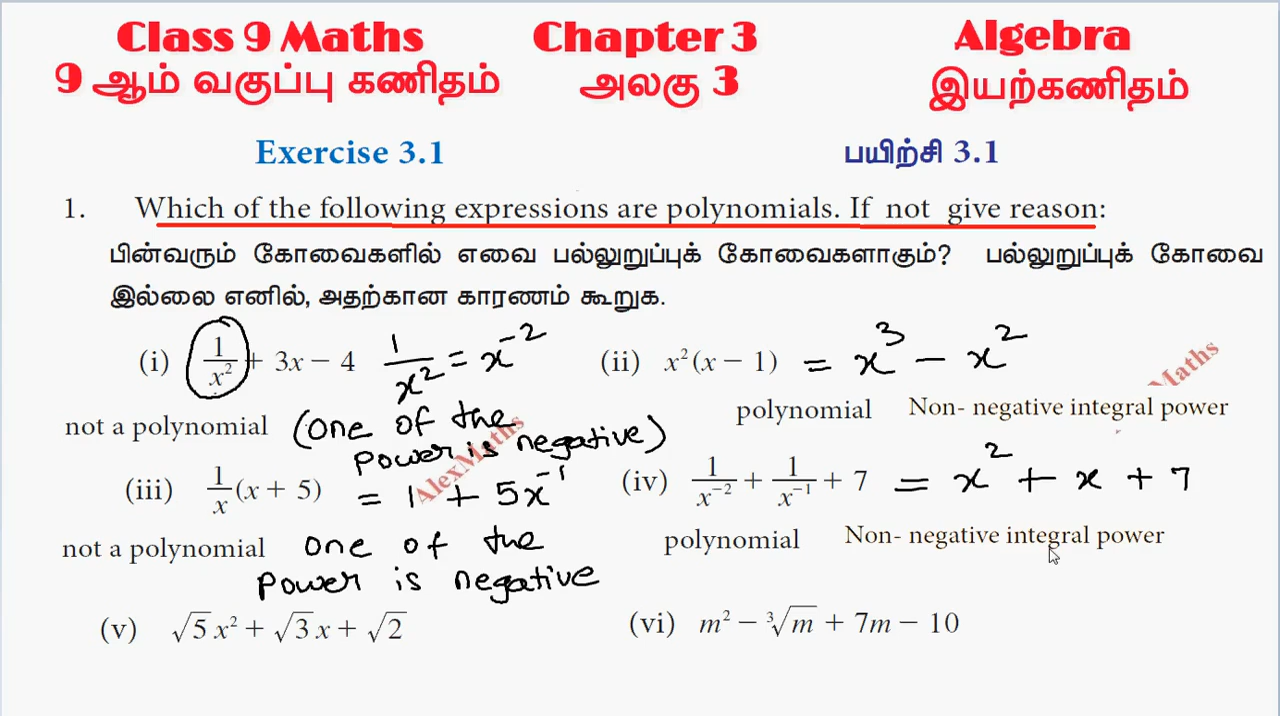 Class 9 Maths Chapter 3 Algebra
9 ஆம் வகுப்பு கணிதம் அலகு 3 இயற்கணிதம்
Exercise 3.1 பயிற்சி 3.1
1. Which of the following expressions are polynomials. If not give reason:
பின்வரும் கோவைகளில் எவை பல்லுறுப்புக் கோவைகளாகும்? பல்லுறுப்புக் கோவை
இல்லை எனில், அதற்கான காரணம் கூறுக.
(i) 1/x² + 3x − 4 1/x² = x⁻² (ii) x²(x − 1) = x³ − x²
not a polynomial (one of the power is negative) polynomial Non- negative integral power
(iii) 1/x (x + 5) = 1 + 5x⁻¹ (iv) 1/x⁻² + 1/x⁻¹ + 7 = x² + x + 7
not a polynomial one of the power is negative polynomial Non- negative integral power
(v) √5 x² + √3 x + √2 (vi) m² − ∛m + 7m − 10
AlexMaths
Maths